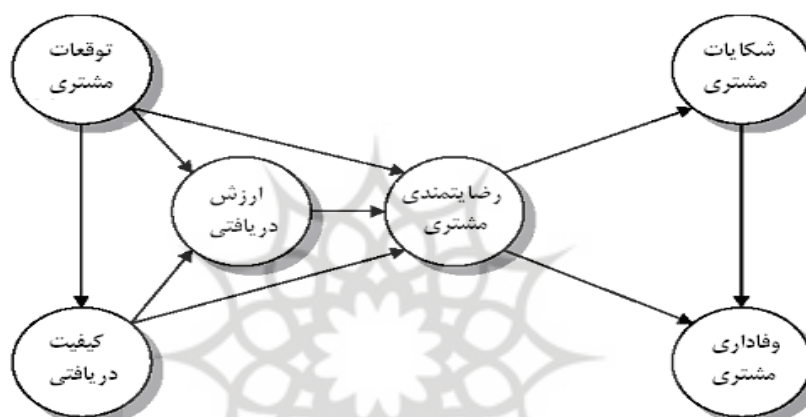 توقعات
مشتری
شکایات
مشتری
ارزش
دریافتی
رضایتمندی
مشتری
کیفیت
دریافتی
وفاداری
مشتری